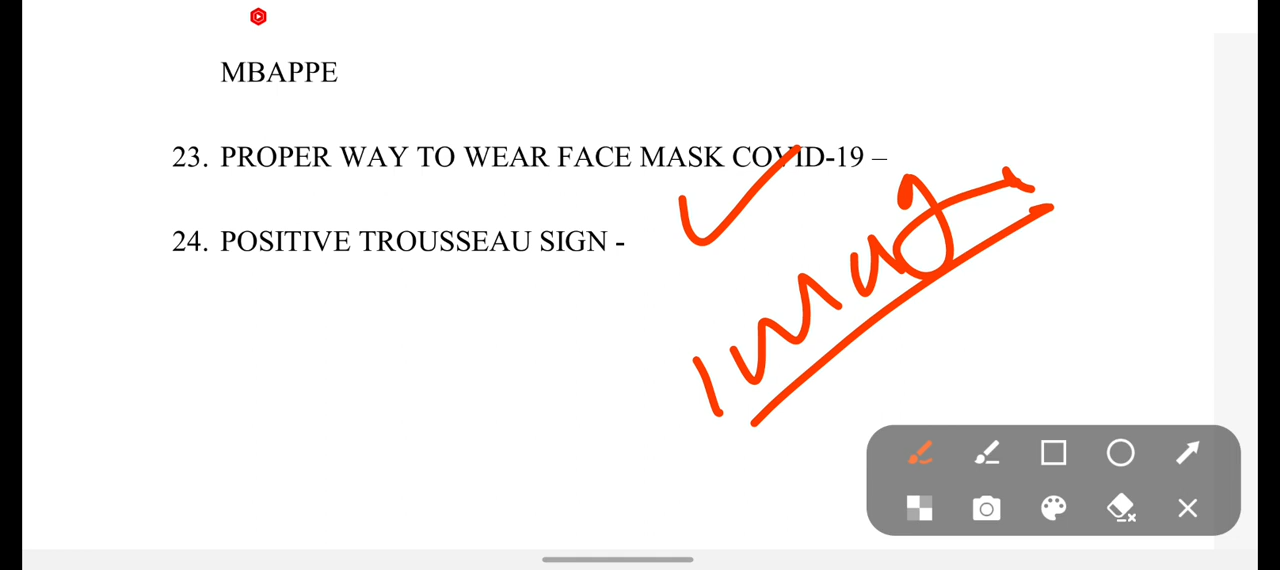 MBAPPE
23. PROPER WAY TO WEAR FACE MASK COVID-19 –
24. POSITIVE TROUSSEAU SIGN -